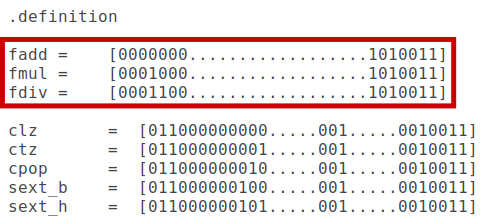 .definition
fadd =    [0000000..................1010011]
fmul =    [0001000..................1010011]
fdiv =    [0001100..................1010011]
clz       =  [011000000000.....001.....0010011]
ctz       =  [011000000001.....001.....0010011]
cpop      =  [011000000010.....001.....0010011]
sext_b    =  [011000000100.....001.....0010011]
sext_h    =  [011000000101.....001.....0010011]